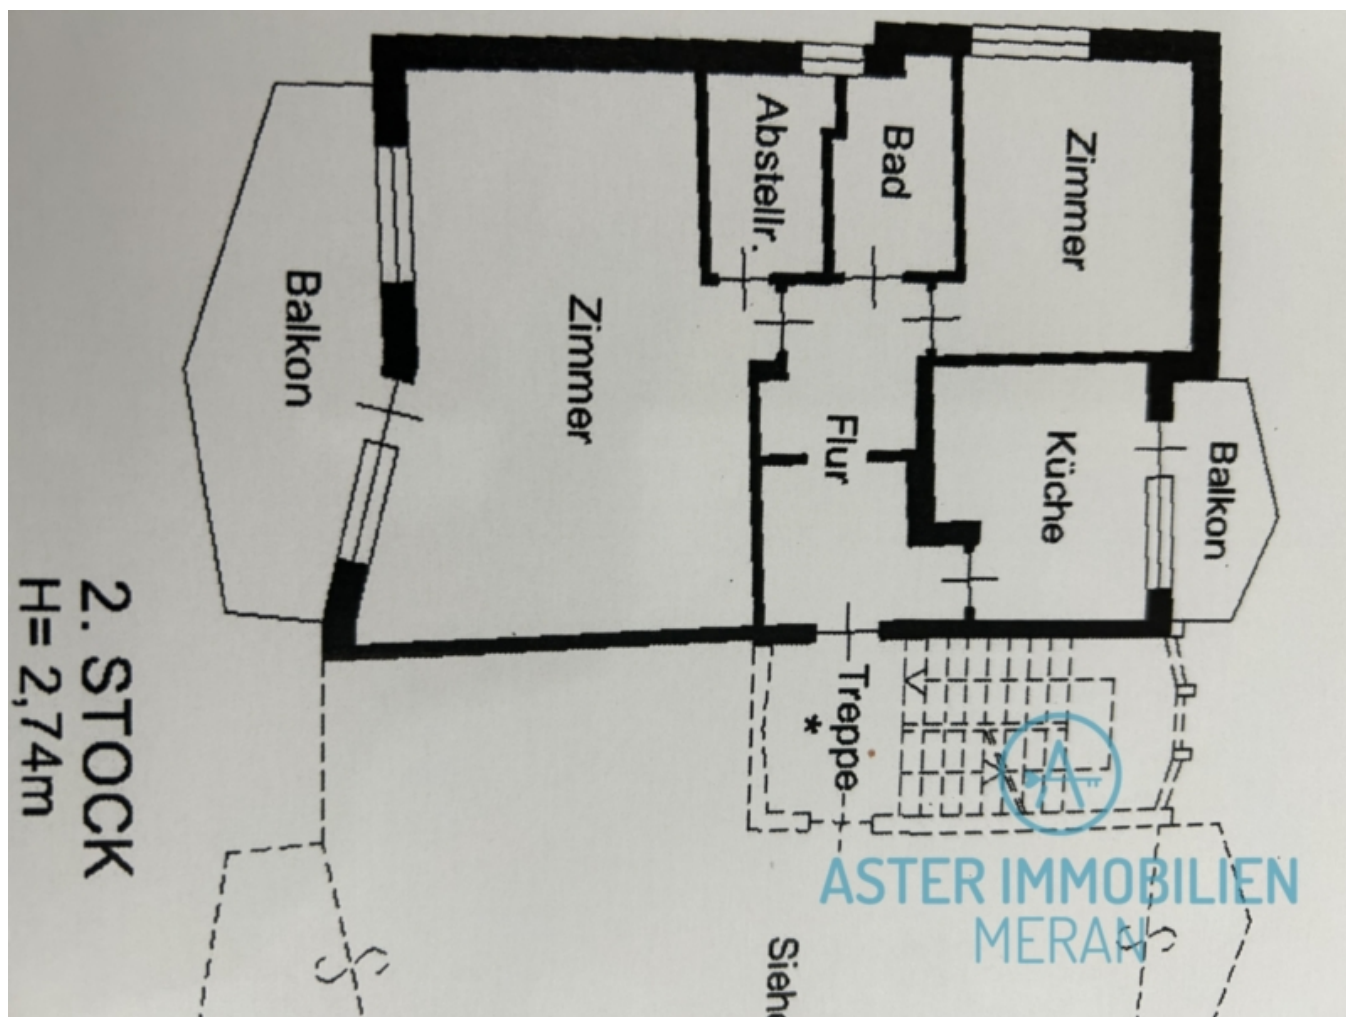 Zimmer
Bad
Abstellr.
Balkon
Zimmer
Flur
Küche
Balkon
Treppe
*
2. STOCK
H= 2,74m
ASTER IMMOBILIEN
MERAN